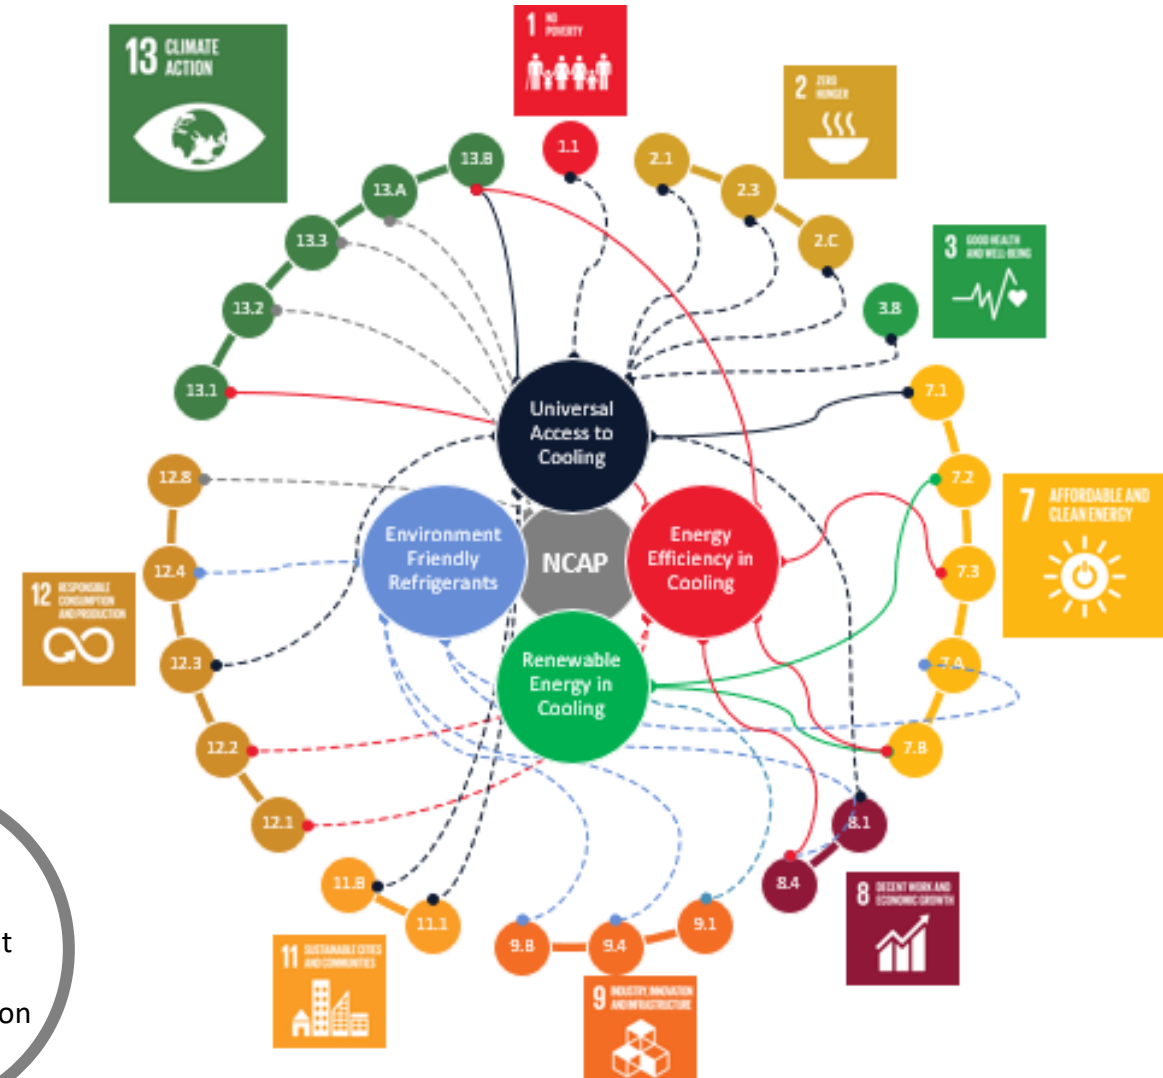 13 CLIMATE
ACTION
1 NO
POVERTY
2 ZERO
HUNGER
3 GOOD HEALTH
AND WELL-BEING
13.B
1.1
2.1
13.A
2.3
13.3
2.C
13.2
3.8
13.1
7.1
Universal
Access to
Cooling
12.8
7.2
7 AFFORDABLE AND
CLEAN ENERGY
Environment
Friendly
Refrigerants
NCAP
Energy
Efficiency in
Cooling
12.4
7.3
12 RESPONSIBLE
CONSUMPTION
AND PRODUCTION
12.3
Renewable
Energy in
Cooling
7.A
12.2
7.B
12.1
8.1
11.B
8.4
11.1
9.B
9.4
9.1
8 DECENT WORK AND
ECONOMIC GROWTH
11 SUSTAINABLE CITIES
AND COMMUNITIES
9 INDUSTRY, INNOVATION
AND INFRASTRUCTURE
t
on